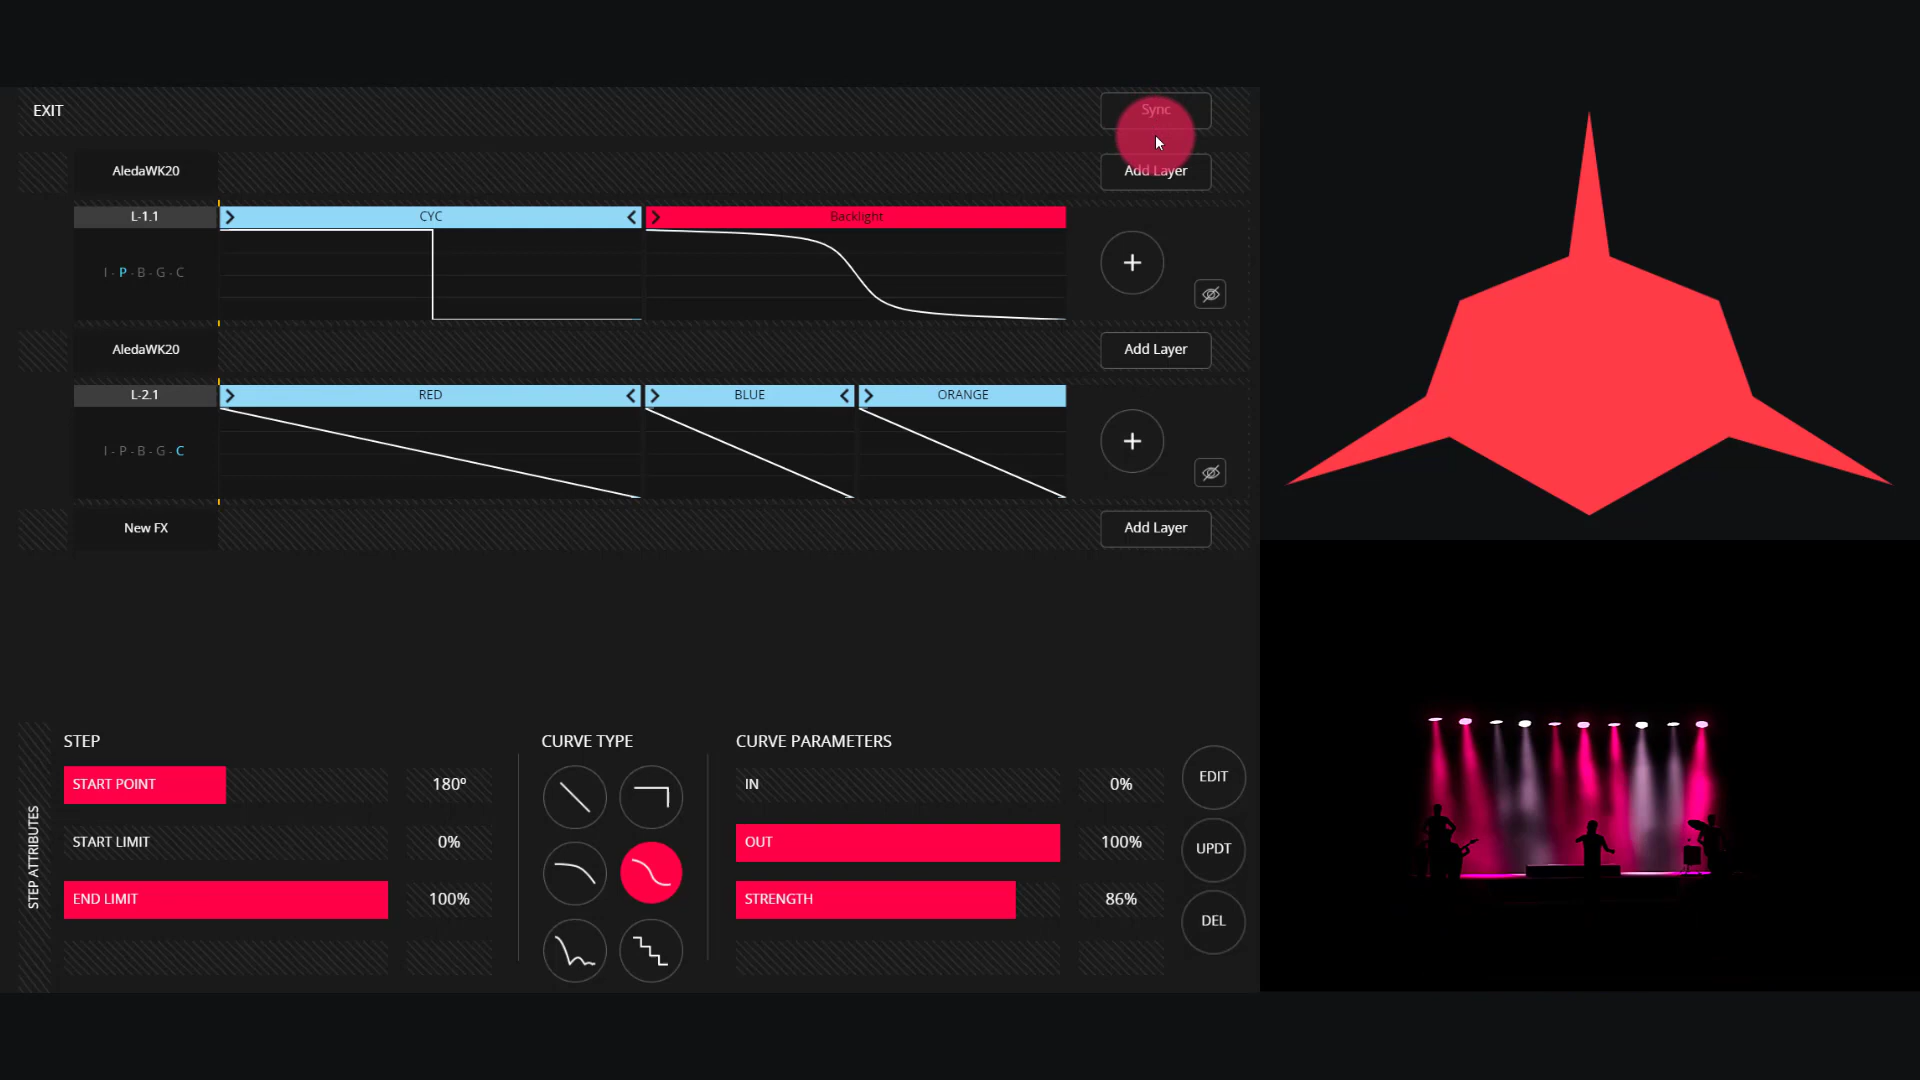 EXIT
Sync
AledaWK20
Add Layer
L-1.1
CYC
Backlight
I - P - B - G - C
AledaWK20
Add Layer
L-2.1
RED
BLUE
ORANGE
I - P - B - G - C
New FX
Add Layer
STEP ATTRIBUTES
STEP
START POINT
180º
START LIMIT
0%
END LIMIT
100%
CURVE TYPE
CURVE PARAMETERS
IN
0%
OUT
100%
STRENGTH
86%
EDIT
UPDT
DEL